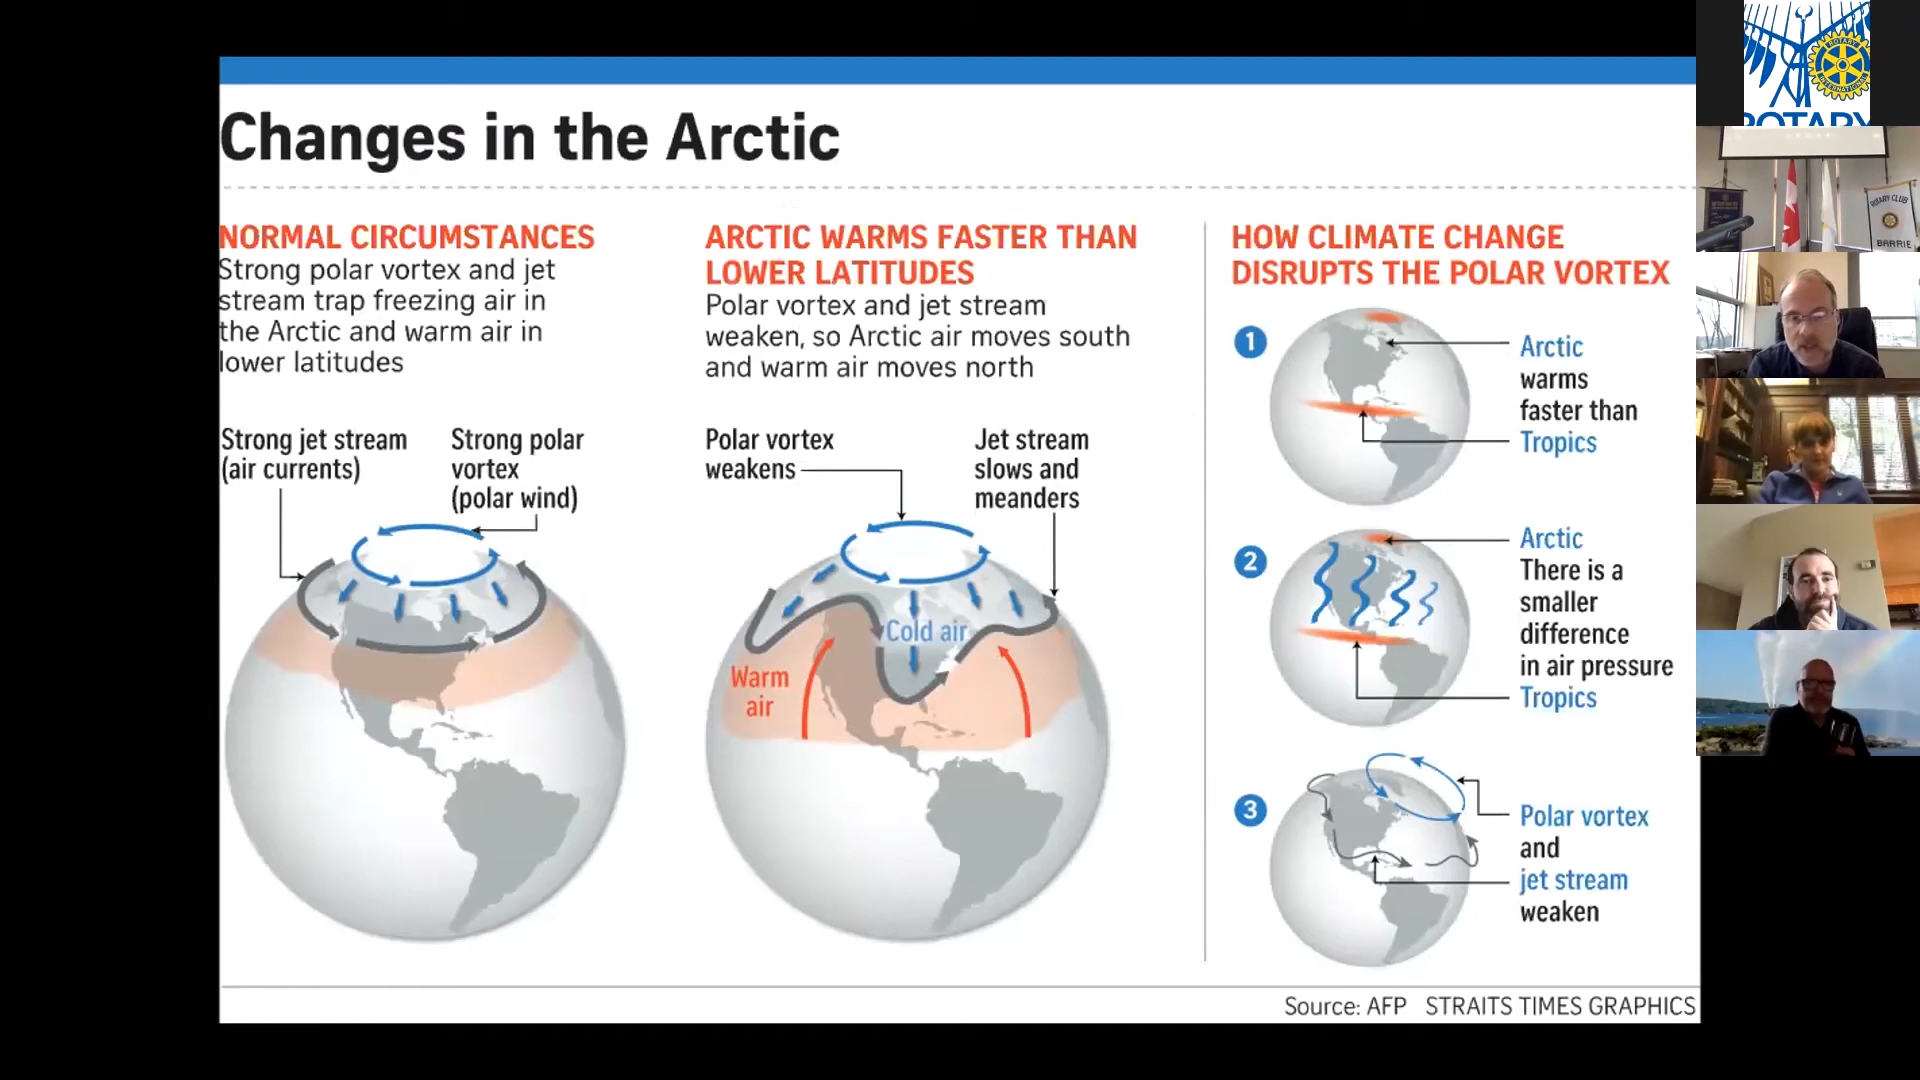 Changes in the Arctic
NORMAL CIRCUMSTANCES
Strong polar vortex and jet
stream trap freezing air in
the Arctic and warm air in
lower latitudes
Strong jet stream
(air currents)
Strong polar
vortex
(polar wind)
ARCTIC WARMS FASTER THAN
LOWER LATITUDES
Polar vortex and jet stream
weaken, so Arctic air moves south
and warm air moves north
Polar vortex
weakens
Jet stream
slows and
meanders
Cold air
Warm
air
HOW CLIMATE CHANGE
DISRUPTS THE POLAR VORTEX
1
Arctic
warms
faster than
Tropics
2
Arctic
There is a
smaller
difference
in air pressure
Tropics
3
Polar vortex
and
jet stream
weaken
Source: AFP STRAITS TIMES GRAPHICS
ROTARY
INTERNATIONAL
ROTARY
ROTARY CLUB
BARRIE